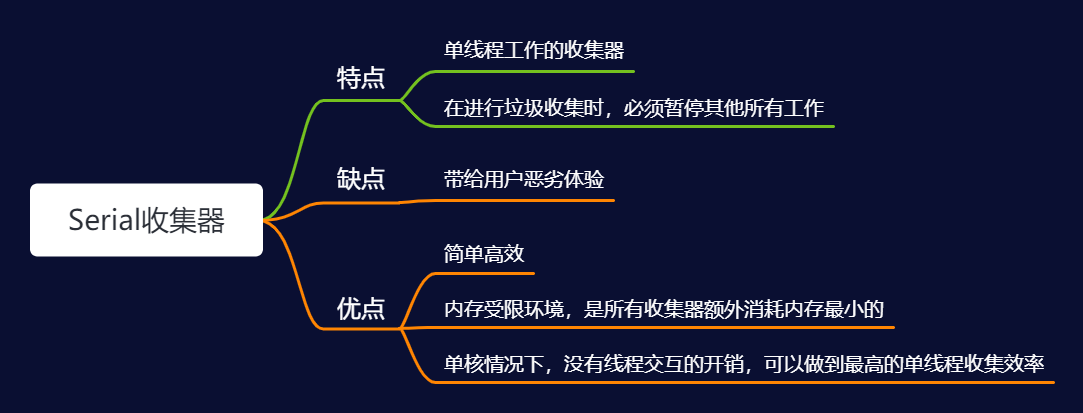 Serial收集器
特点
单线程工作的收集器
在进行垃圾收集时，必须暂停其他所有工作
缺点
带给用户恶劣体验
优点
简单高效
内存受限环境，是所有收集器额外消耗内存最小的
单核情况下，没有线程交互的开销，可以做到最高的单线程收集效率